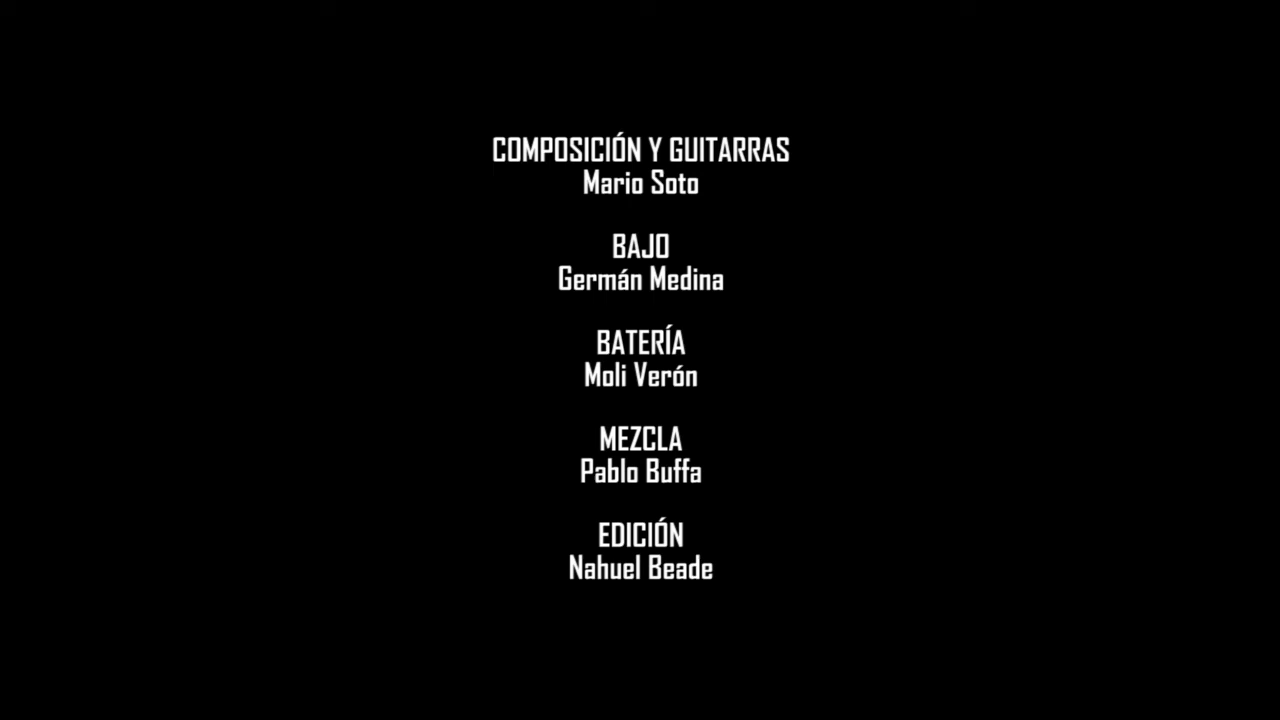 COMPOSICIÓN Y GUITARRAS
Mario Soto
BAJO
Germán Medina
BATERÍA
Moli Verón
MEZCLA
Pablo Buffa
EDICIÓN
Nahuel Beade